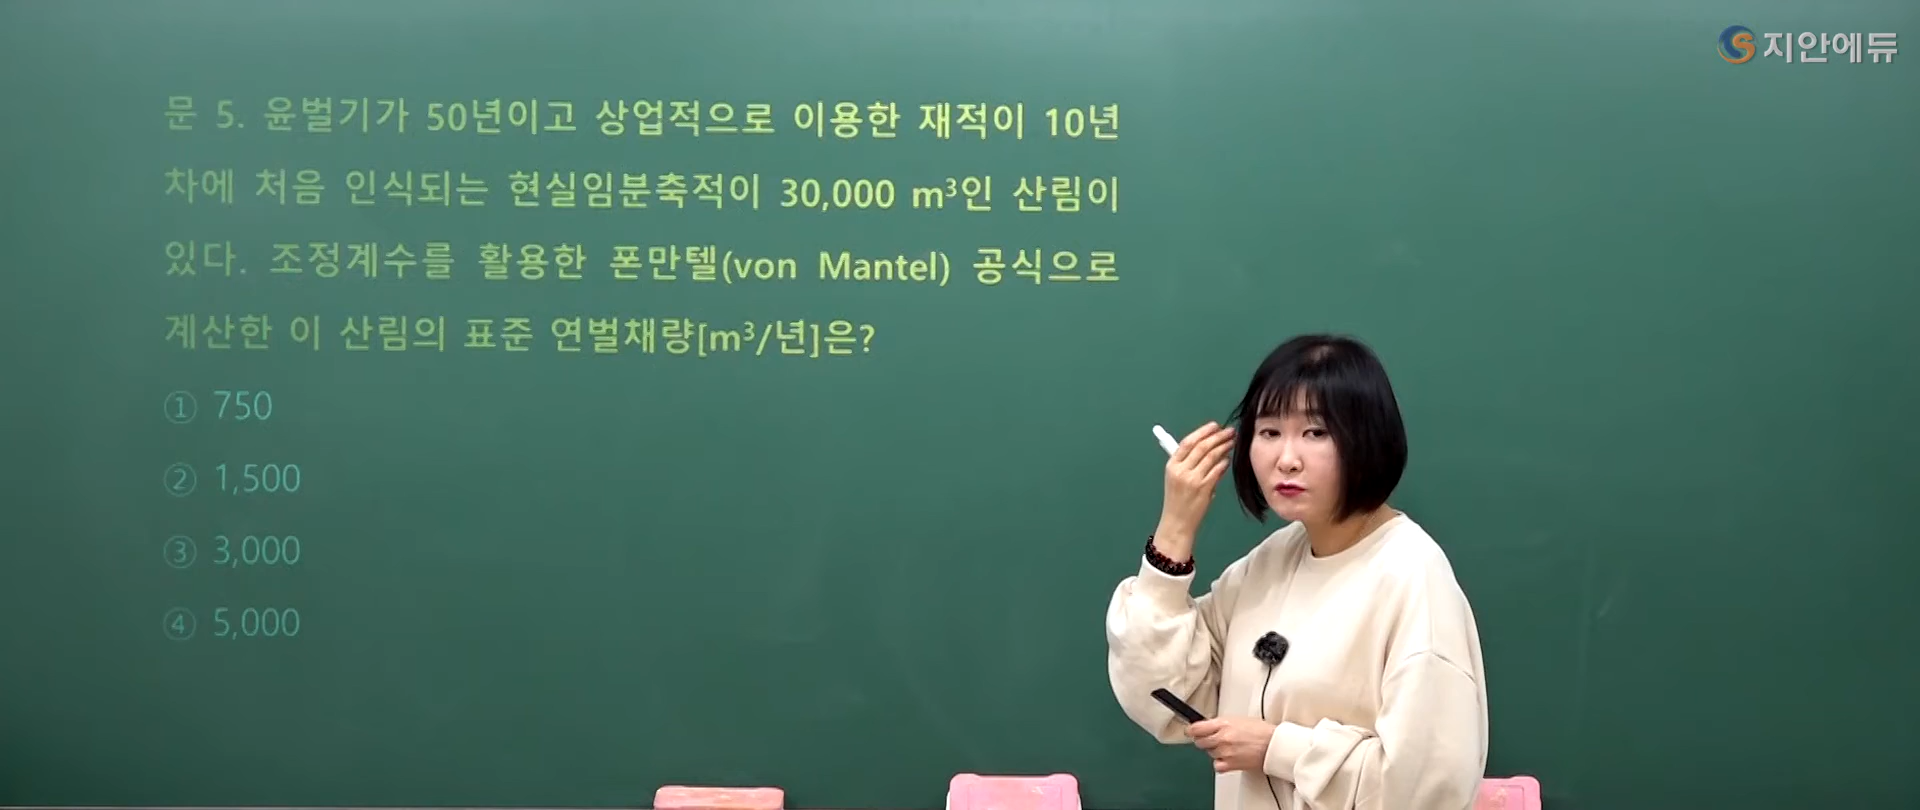 지안에듀
문 5. 윤벌기가 50년이고 상업적으로 이용한 재적이 10년
차에 처음 인식되는 현실임분축적이 30,000 m³인 산림이
있다. 조정계수를 활용한 폰만텔(von Mantel) 공식으로
계산한 이 산림의 표준 연벌채량[m³/년]은?
① 750
② 1,500
③ 3,000
④ 5,000